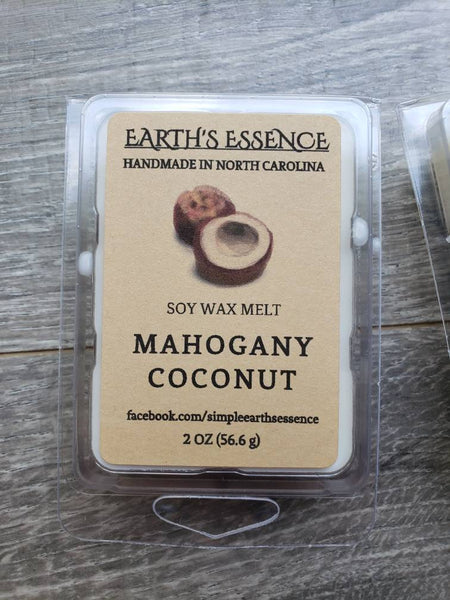 EARTH'S ESSENCE
HANDMADE IN NORTH CAROLINA
SOY WAX MELT
MAHOGANY
COCONUT
facebook.com/simpleearthsessence
2 OZ (56.6 g)